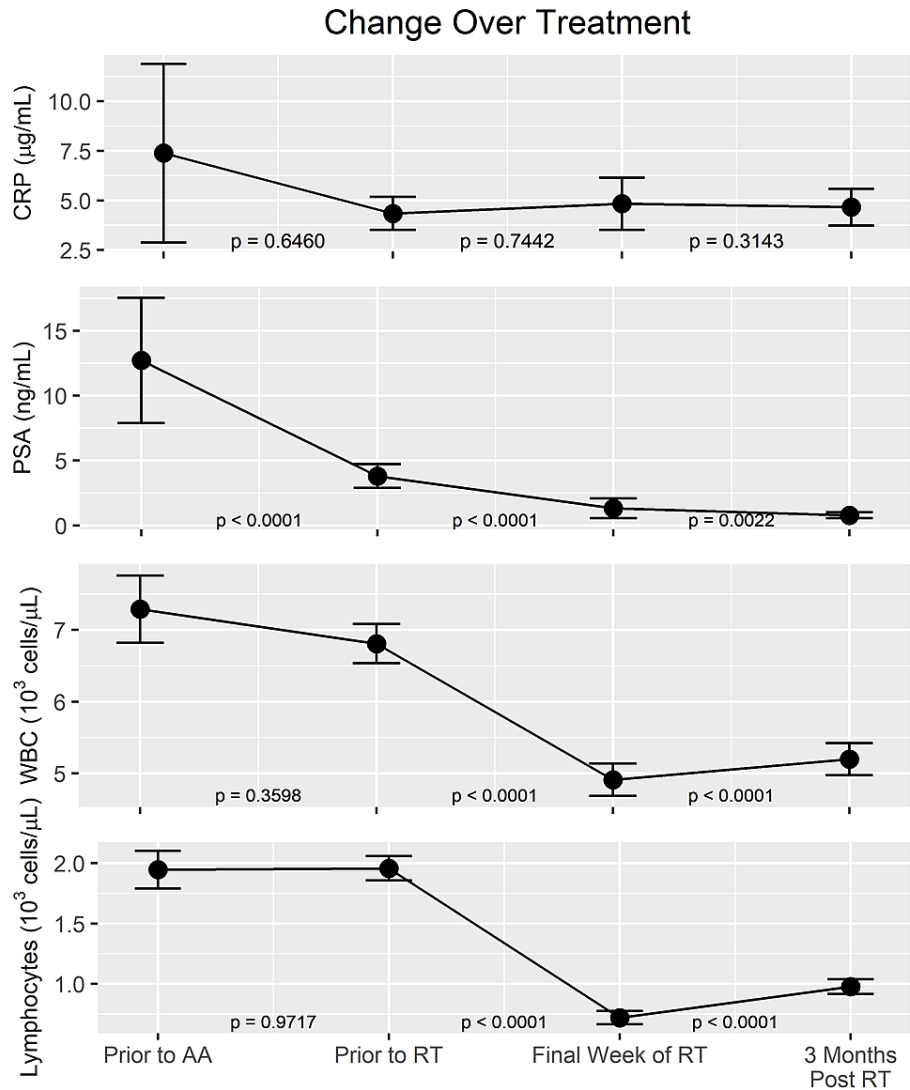 Change Over Treatment
CRP (μg/mL)
10.0
7.5
5.0
2.5
p = 0.6460
p = 0.7442
p = 0.3143
PSA (ng/mL)
15
10
5
0
p < 0.0001
p < 0.0001
p = 0.0022
WBC (10³ cells/μL)
7
6
5
p = 0.3598
p < 0.0001
p < 0.0001
Lymphocytes (10³ cells/μL)
2.0
1.5
1.0
p = 0.9717
p < 0.0001
p < 0.0001
Prior to AA
Prior to RT
Final Week of RT
3 Months
Post RT